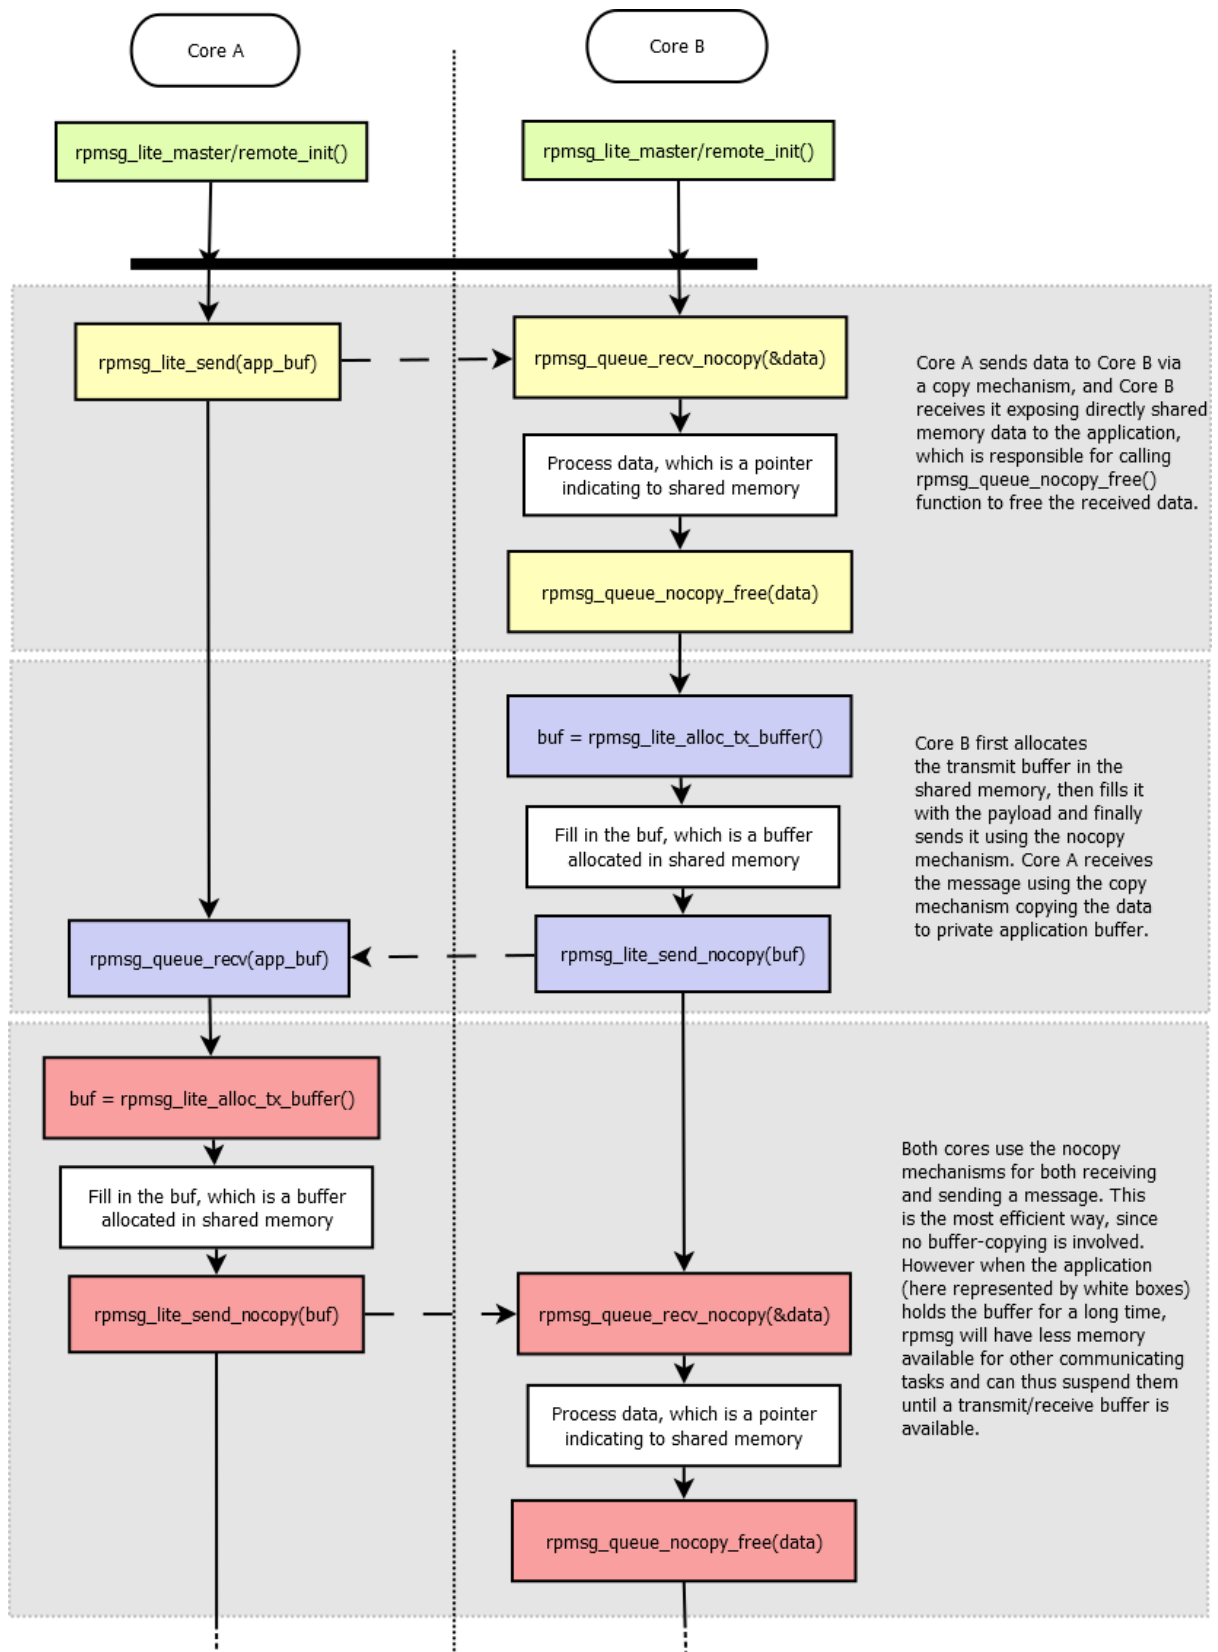 Core A
Core B
rpmsg_lite_master/remote_init()
rpmsg_lite_master/remote_init()
rpmsg_lite_send(app_buf)
rpmsg_queue_recv_nocopy(&data)
Process data, which is a pointer
indicating to shared memory
rpmsg_queue_nocopy_free(data)
Core A sends data to Core B via
a copy mechanism, and Core B
receives it exposing directly shared
memory data to the application,
which is responsible for calling
rpmsg_queue_nocopy_free()
function to free the received data.
buf = rpmsg_lite_alloc_tx_buffer()
Fill in the buf, which is a buffer
allocated in shared memory
rpmsg_queue_recv(app_buf)
rpmsg_lite_send_nocopy(buf)
Core B first allocates
the transmit buffer in the
shared memory, then fills it
with the payload and finally
sends it using the nocopy
mechanism. Core A receives
the message using the copy
mechanism copying the data
to private application buffer.
buf = rpmsg_lite_alloc_tx_buffer()
Fill in the buf, which is a buffer
allocated in shared memory
rpmsg_lite_send_nocopy(buf)
rpmsg_queue_recv_nocopy(&data)
Process data, which is a pointer
indicating to shared memory
rpmsg_queue_nocopy_free(data)
Both cores use the nocopy
mechanisms for both receiving
and sending a message. This
is the most efficient way, since
no buffer-copying is involved.
However when the application
(here represented by white boxes)
holds the buffer for a long time,
rpmsg will have less memory
available for other communicating
tasks and can thus suspend them
until a transmit/receive buffer is
available.